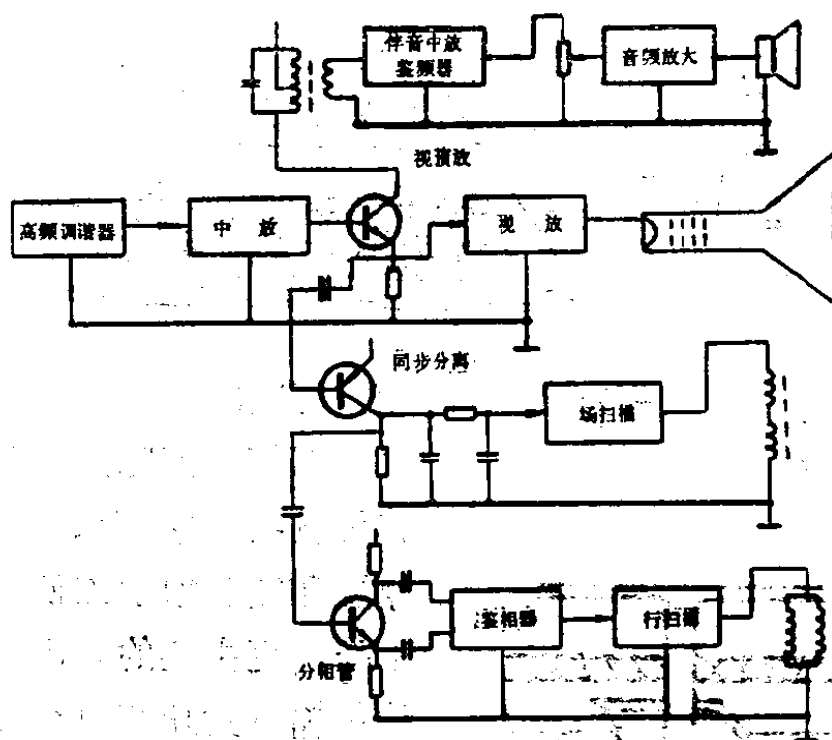 伴音中放
鉴频器
音频放大
视预放
高频调谐器
中 放
视 放
同步分离
场扫描
鉴相器
行扫描
分相管